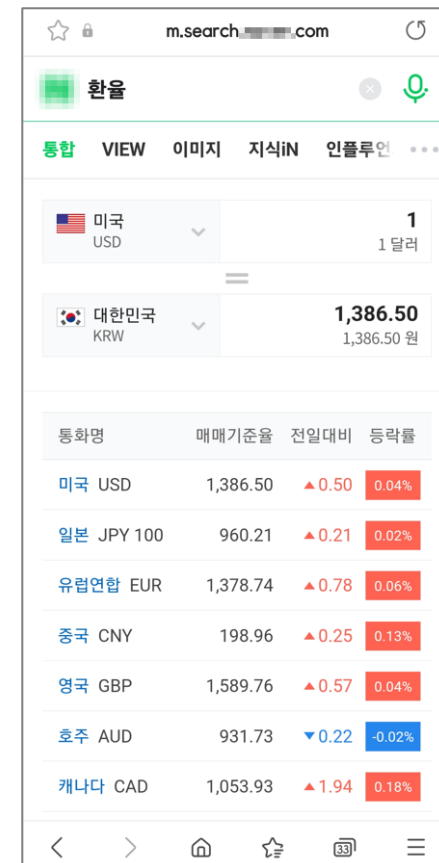 m.search.     .com
환율
통합 VIEW 이미지 지식iN 인플루언
미국 1
USD 1 달러
대한민국 1,386.50
KRW 1,386.50 원
통화명 매매기준율 전일대비 등락률
미국 USD 1,386.50 ▲0.50 0.04%
일본 JPY 100 960.21 ▲0.21 0.02%
유럽연합 EUR 1,378.74 ▲0.78 0.06%
중국 CNY 198.96 ▲0.25 0.13%
영국 GBP 1,589.76 ▲0.57 0.04%
호주 AUD 931.73 ▼0.22 -0.02%
캐나다 CAD 1,053.93 ▲1.94 0.18%
33